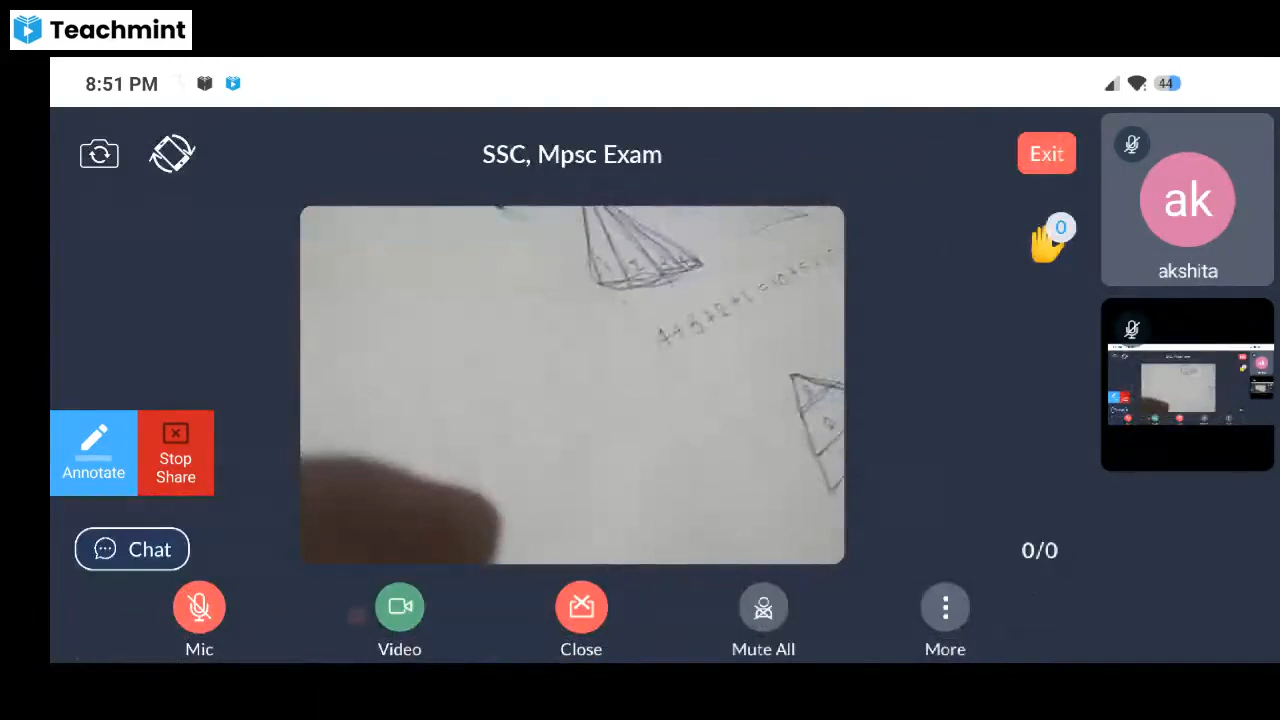 Teachmint
8:51 PM
44
SSC, Mpsc Exam
Exit
0
ak
akshita
Annotate
Stop
Share
Chat
0/0
Mic
Video
Close
Mute All
More